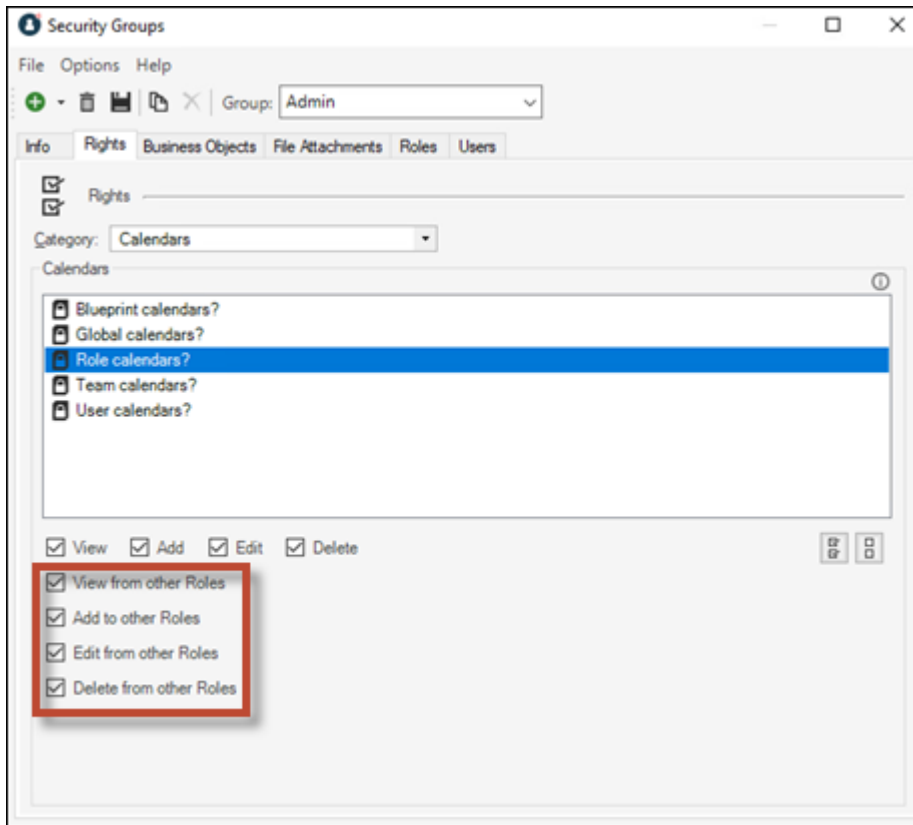 Security Groups
File Options Help
Group: Admin
Info Rights Business Objects File Attachments Roles Users
Rights
Category: Calendars
Calendars
Blueprint calendars?
Global calendars?
Role calendars?
Team calendars?
User calendars?
View Add Edit Delete
View from other Roles
Add to other Roles
Edit from other Roles
Delete from other Roles